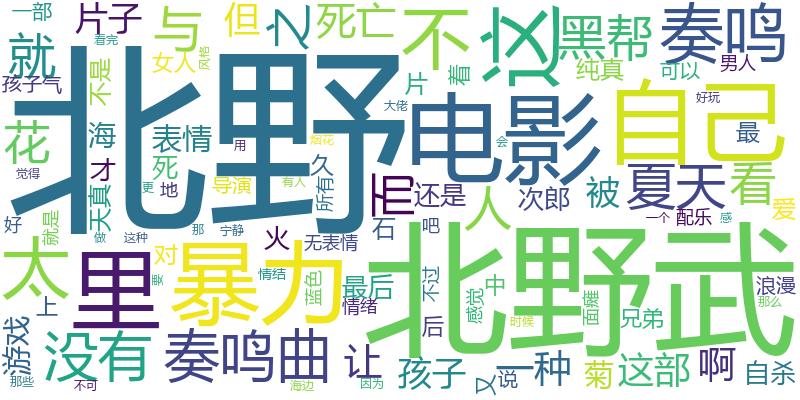 一部
片子
与
但
之
死亡
不
这
黑帮
奏鸣
看完
风格
就
孩子气
不是
女人
片
着
纯真
可以
男人
北野
电影
自己
大佬
好玩
花
海
表情
烟花
会
最
觉得
天真
才
死
地
导演
用
所有
久
有人
的
还是
次郎
被
夏天
看
爱
好
就是
做
更
这种
那
宁静
火
无表情
石
吧
人
一个
配乐
感
太
里
对
要
暴力
情结
蓝色
最后
情绪
不过
后
北野武
感觉
中
时候
面瘫
兄弟
浪漫
那么
上
游戏
那些
没有
不可
奏鸣曲
海边
让
因为
孩子
又
说
一种
菊
这部
啊
自杀